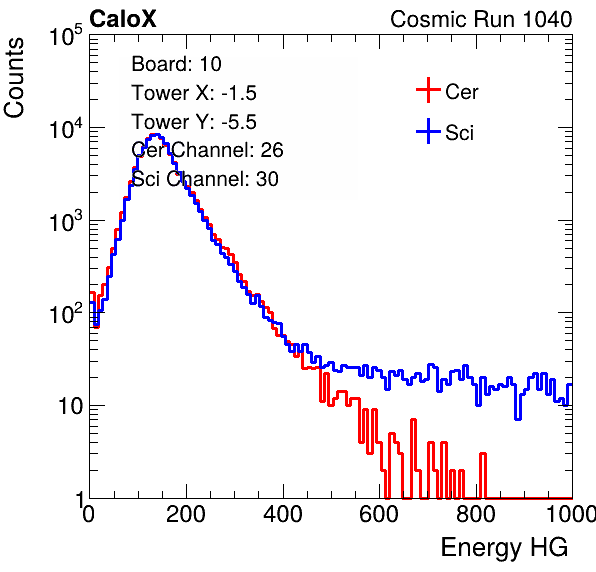 CaloX Cosmic Run 1040
Counts
10^5
Board: 10
Tower X: -1.5
Tower Y: -5.5
Cer Channel: 26
Sci Channel: 30
Cer
Sci
10^4
10^3
10^2
10
1
0 200 400 600 800 1000
Energy HG